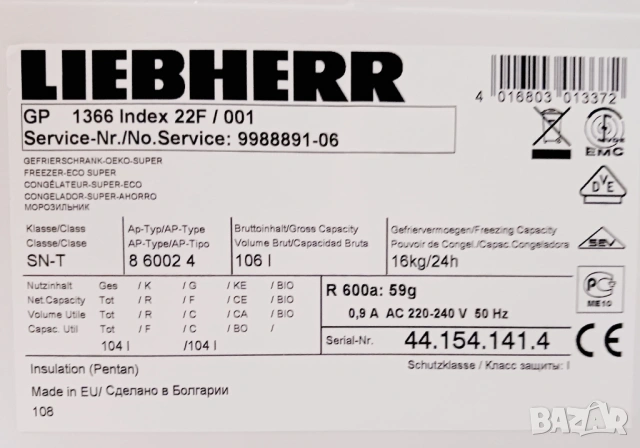 LIEBHERR
4 016803 013372
GP 1366 Index 22F / 001
Service-Nr./No.Service: 9988891-06
EMC
GEFRIERSCHRANK-OEKO-SUPER
FREEZER-ECO SUPER
CONGÉLATEUR-SUPER-ECO
CONGELADOR-SUPER-AHORRO
МОРОЗИЛЬНИК
DVE
Klasse/Class
Classe/Clase
SN-T
Ap-Typ/AP-Type
AP-Type/AP-Tipo
8 6002 4
Bruttoinhalt/Gross Capacity
Volume Brut/Capacidad Bruta
106 l
Gefriervermoegen/Freezing Capacity
Pouvoir de Congel./Capac.Congeladora
16kg/24h
SEV
Nutzinhalt Ges / K / G / KE / BIO
Net.Capacity Tot / R / F / CE / BIO
Volume Utile Tot / R / C / CA / BIO
Capac. Util Tot / F / C / BO /
104 l /104 l
R 600a: 59g
0,9 A AC 220-240 V 50 Hz
Serial-Nr. 44.154.141.4
ME10
CE
Insulation (Pentan)
Schutzklasse / Класс защиты: I
Made in EU/ Сделано в Болгарии
108
bazar